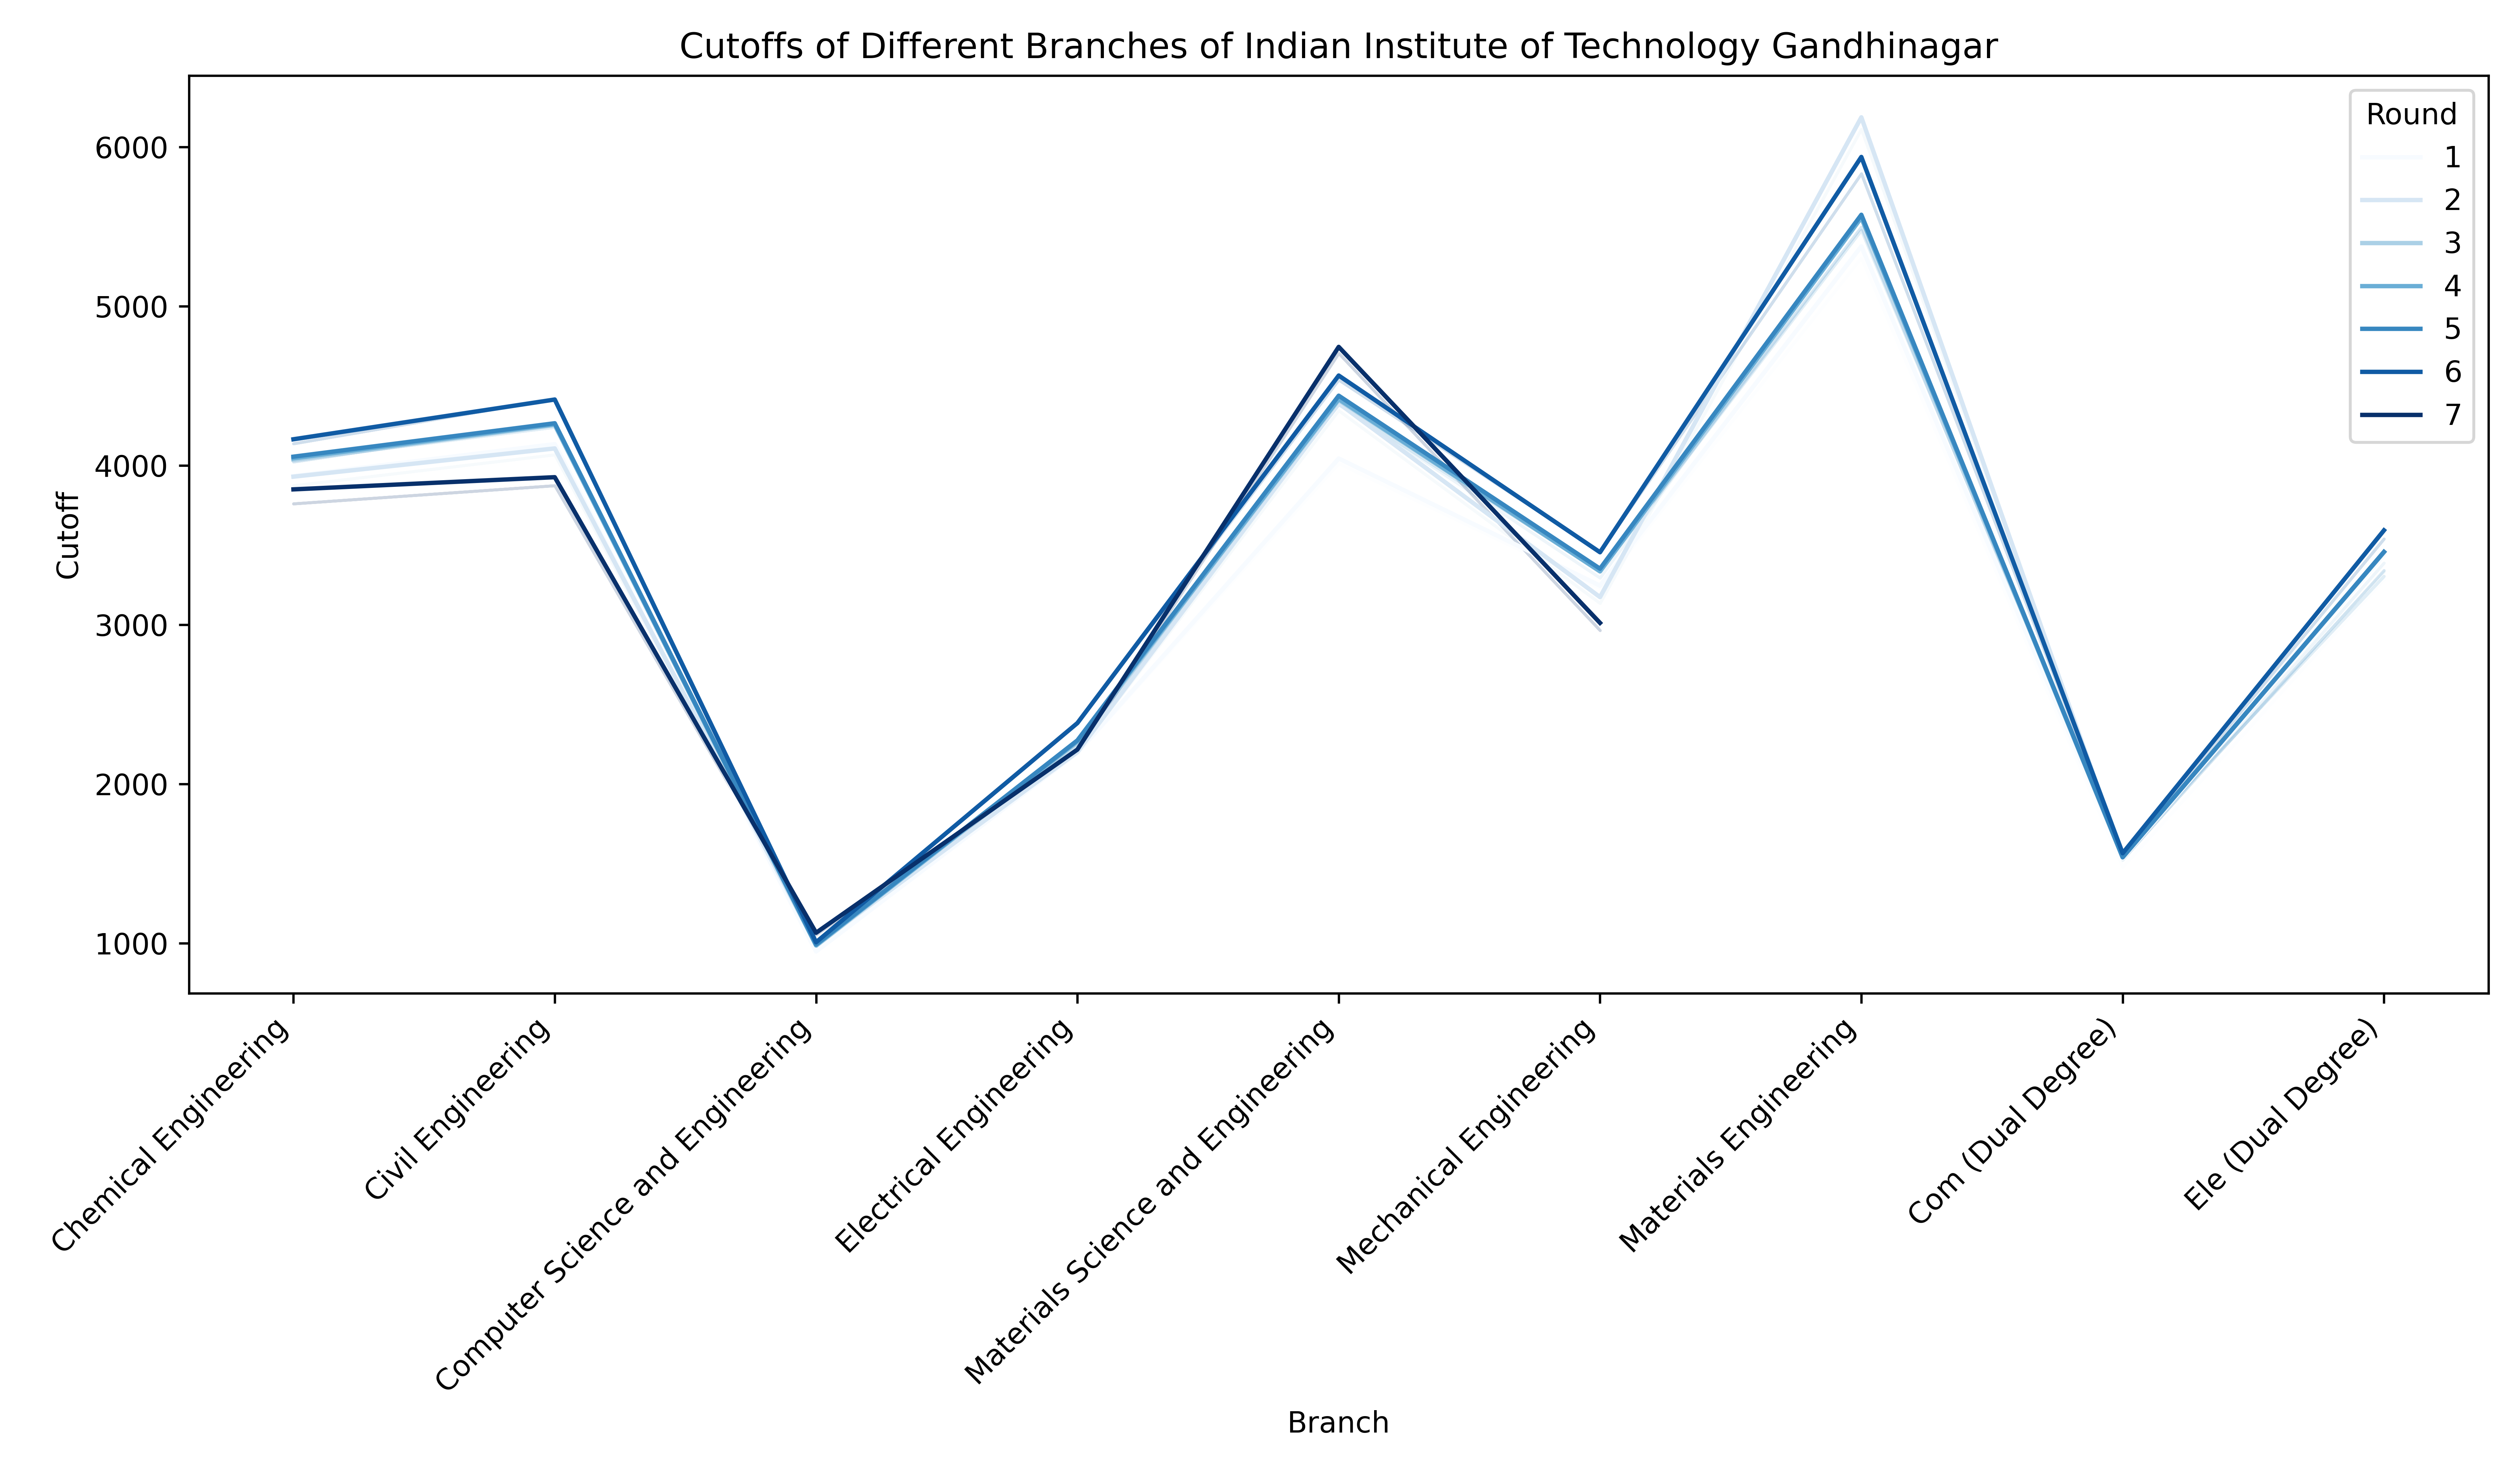 Cutoffs of Different Branches of Indian Institute of Technology Gandhinagar
Round
1
2
3
4
5
6
7
6000
5000
4000
3000
2000
1000
Cutoff
Chemical Engineering
Civil Engineering
Computer Science and Engineering
Electrical Engineering
Materials Science and Engineering
Mechanical Engineering
Materials Engineering
Com (Dual Degree)
Ele (Dual Degree)
Branch